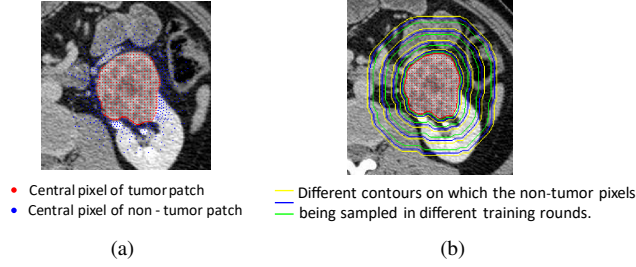 Central pixel of tumor patch
Central pixel of non - tumor patch
Different contours on which the non-tumor pixels
being sampled in different training rounds.
(a)
(b)